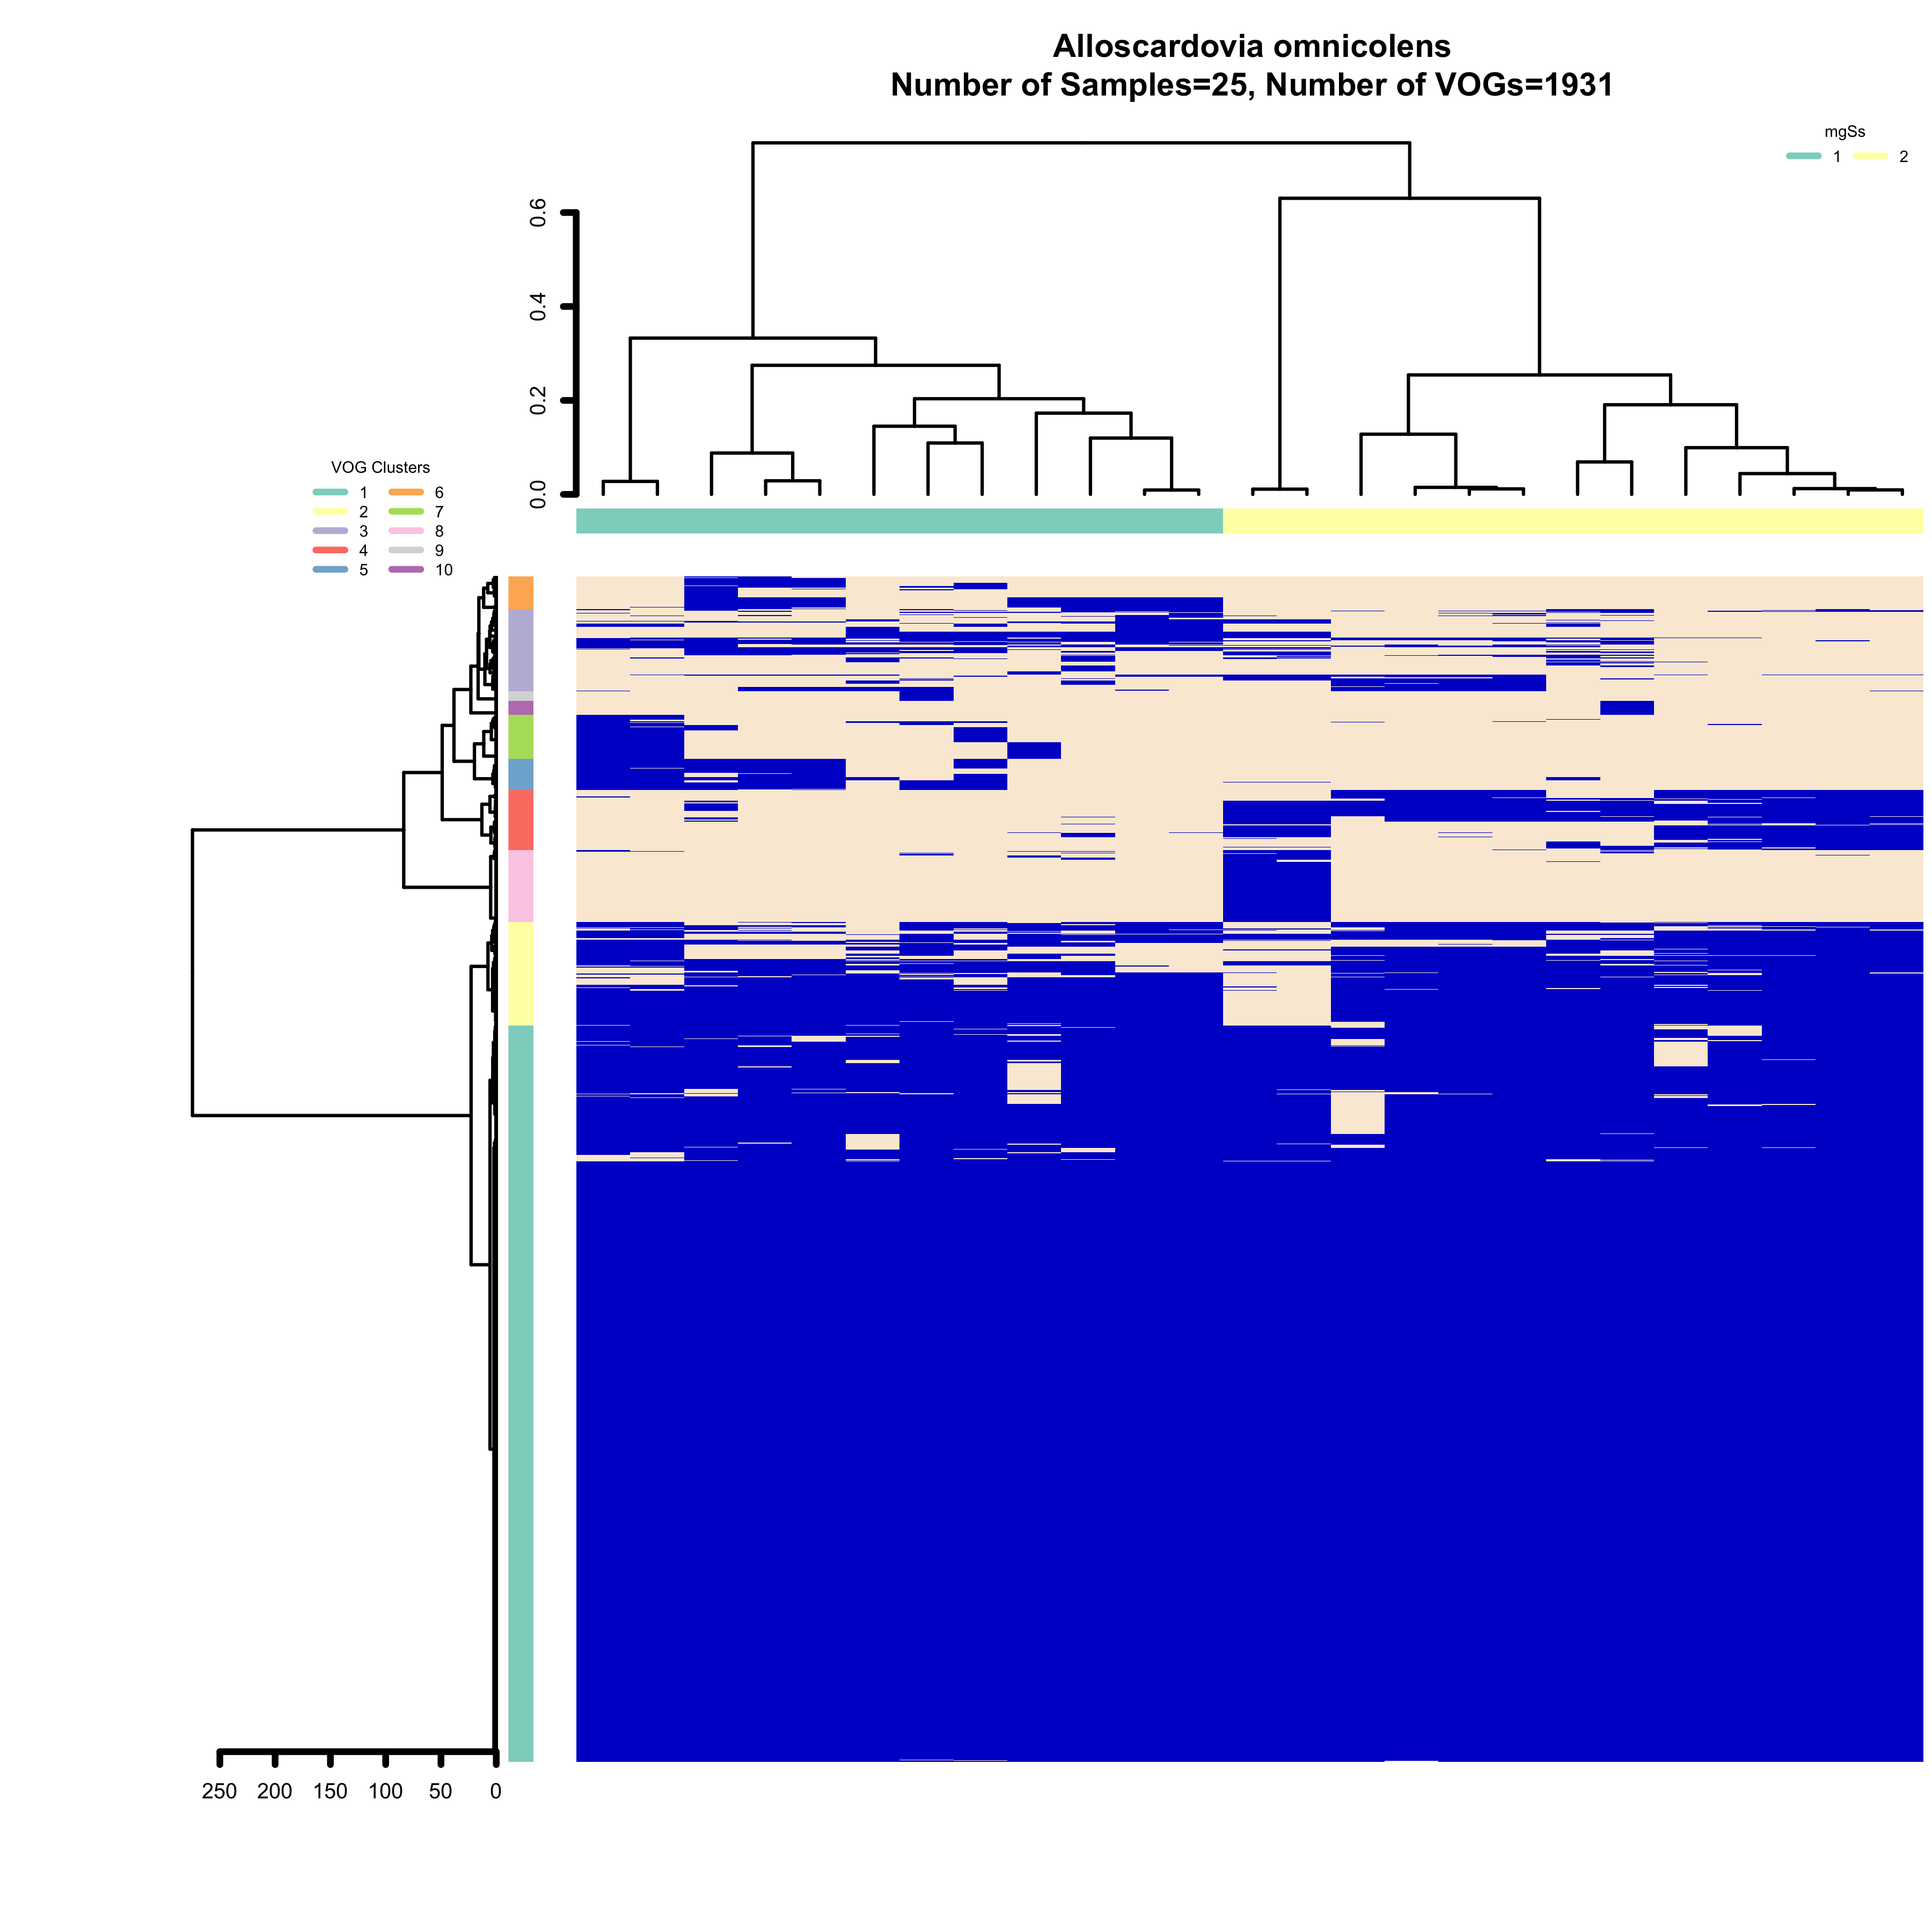 Alloscardovia omnicolens
Number of Samples=25, Number of VOGs=1931
mgSs
1 2
0.6
0.4
0.2
0.0
VOG Clusters
1 6
2 7
3 8
4 9
5 10
250 200 150 100 50 0